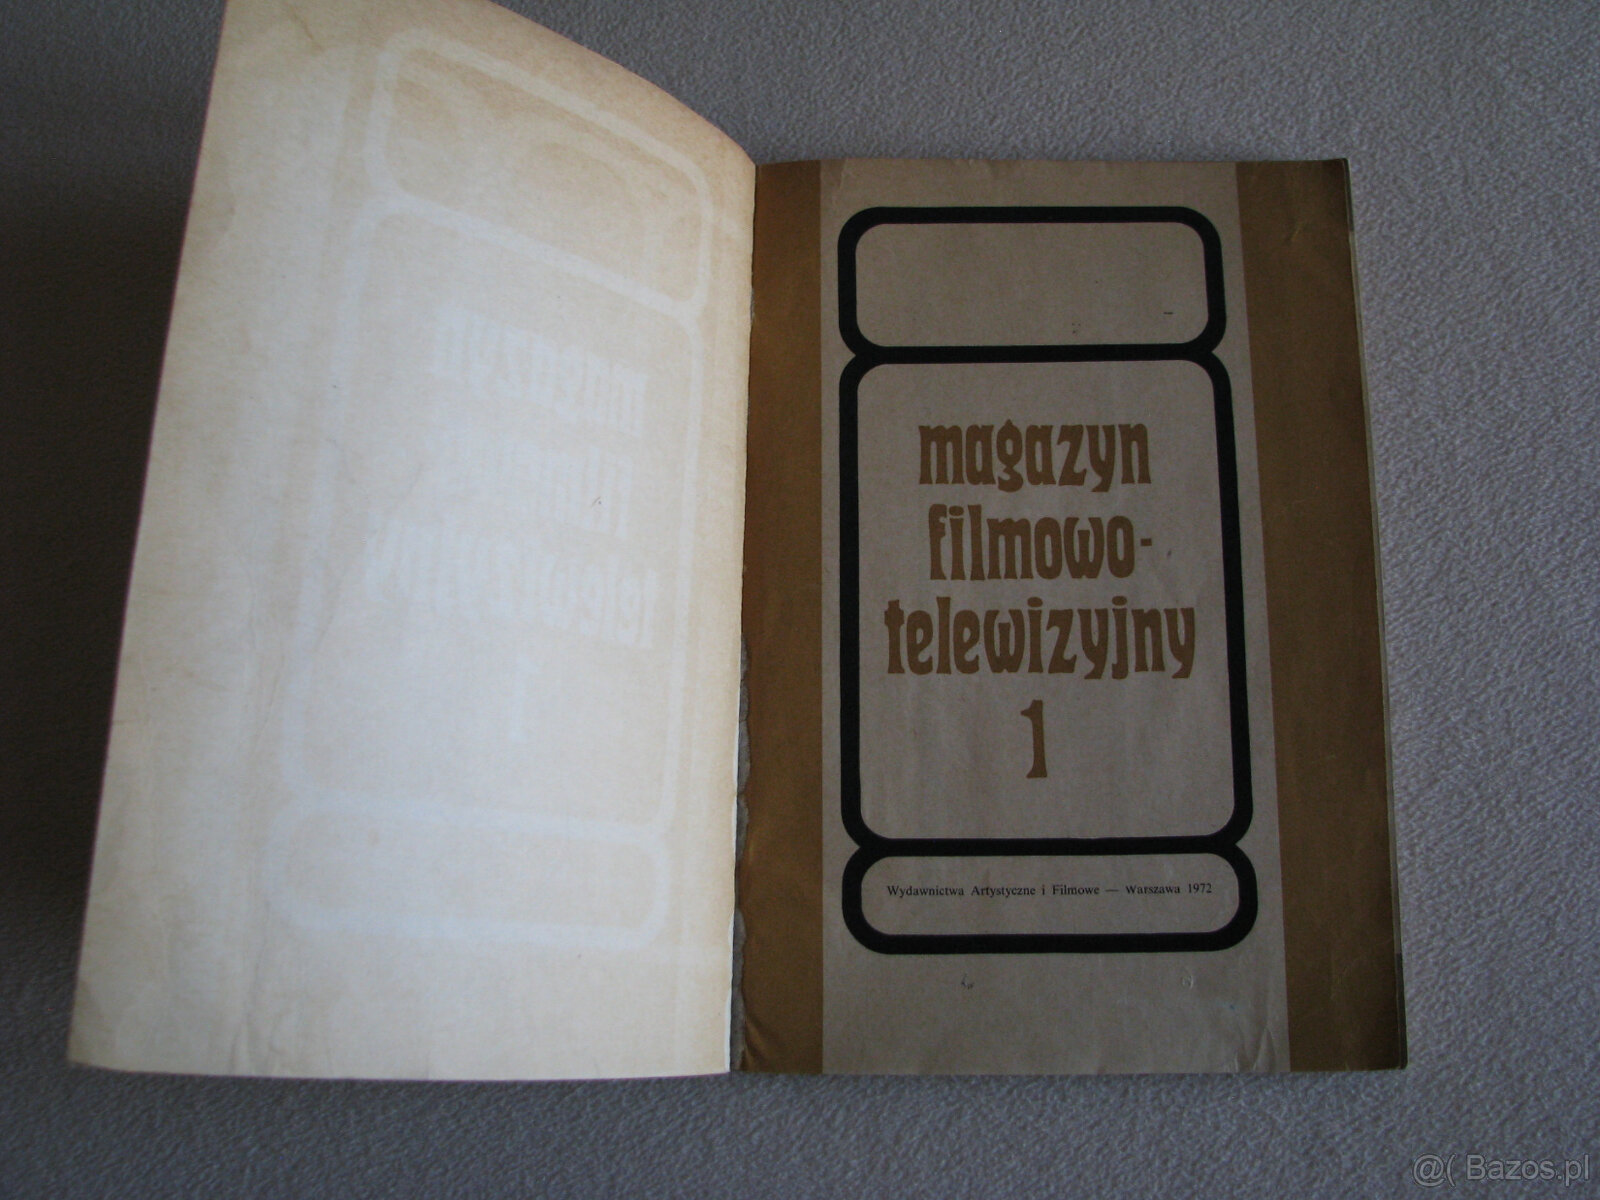 magazyn
filmowo-
telewizyjny
1
Wydawnictwa Artystyczne i Filmowe — Warszawa 1972
@( Bazos.pl